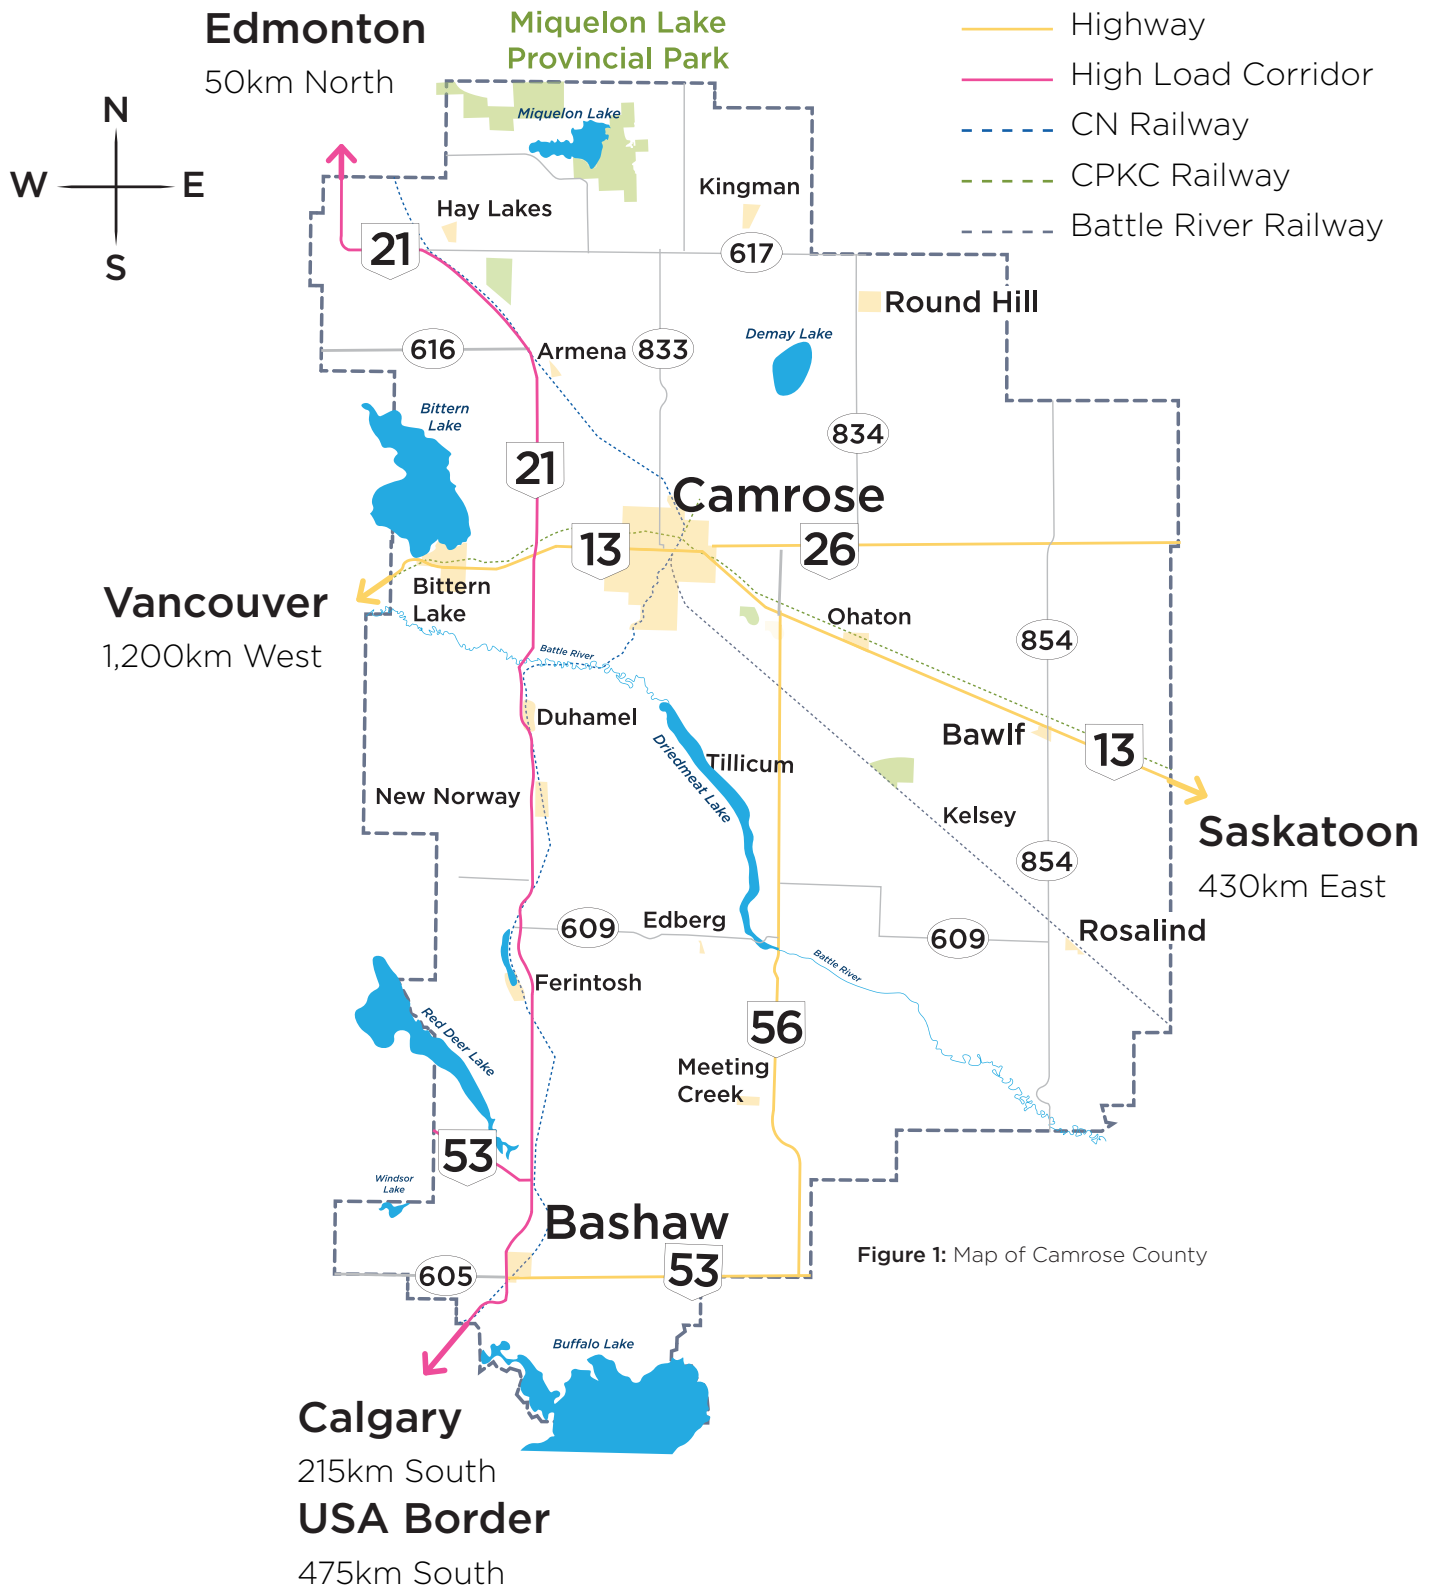 Edmonton
50km North
Miquelon Lake
Provincial Park
Highway
High Load Corridor
CN Railway
CPKC Railway
Battle River Railway
N
W
E
S
Miquelon Lake
Kingman
Hay Lakes
21
617
Round Hill
616
Armena
833
Demay Lake
Bittern
Lake
834
21
Camrose
13
26
Bittern
Lake
Vancouver
1,200km West
Ohaton
854
Battle River
Duhamel
Bawlf
13
Driedmeat Lake
Tillicum
New Norway
Kelsey
Saskatoon
430km East
854
609
Edberg
609
Rosalind
Battle River
Ferintosh
Red Deer Lake
56
Meeting
Creek
53
Windsor
Lake
Bashaw
53
605
Figure 1: Map of Camrose County
Buffalo Lake
Calgary
215km South
USA Border
475km South